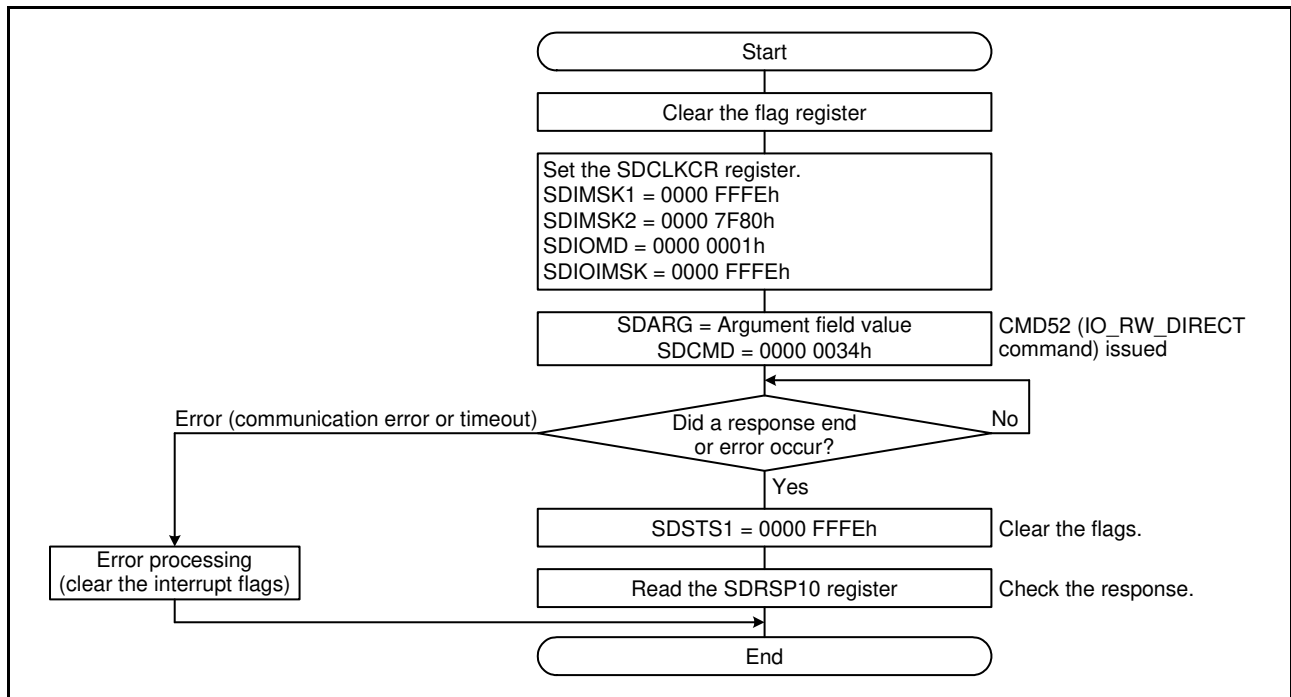 Start
Clear the flag register
Set the SDCLKCR register.
SDIMSK1 = 0000 FFFEh
SDIMSK2 = 0000 7F80h
SDIOMD = 0000 0001h
SDIOIMSK = 0000 FFFEh
SDARG = Argument field value
SDCMD = 0000 0034h
CMD52 (IO_RW_DIRECT
command) issued
Error (communication error or timeout)
Did a response end
or error occur?
No
Yes
SDSTS1 = 0000 FFFEh
Clear the flags.
Error processing
(clear the interrupt flags)
Read the SDRSP10 register
Check the response.
End